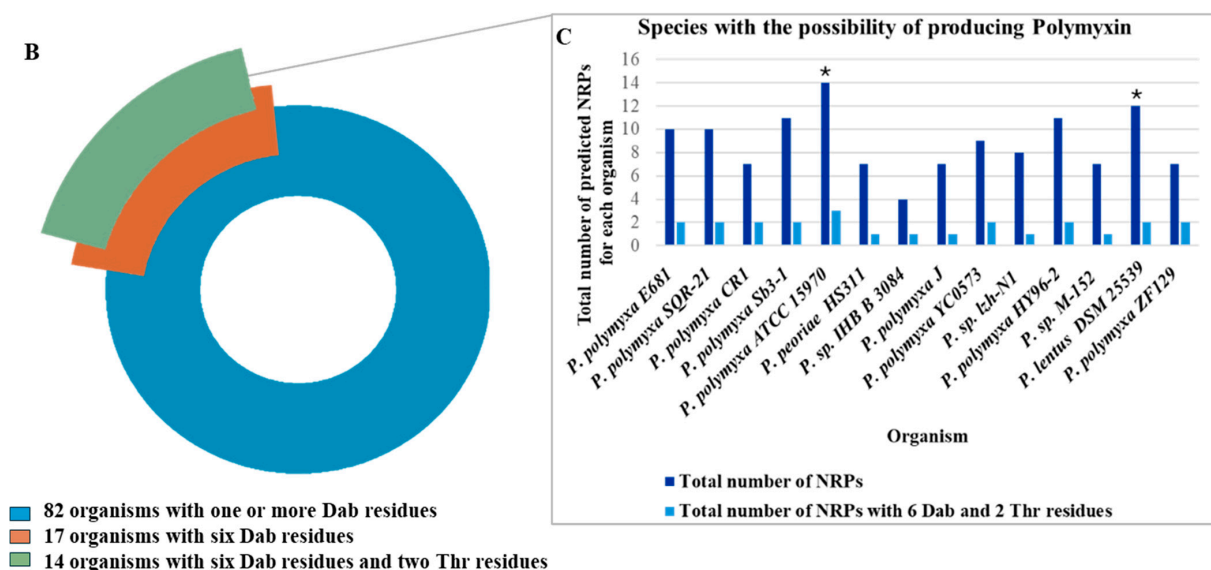 B
82 organisms with one or more Dab residues
17 organisms with six Dab residues
14 organisms with six Dab residues and two Thr residues
C
Species with the possibility of producing Polymyxin
Total number of predicted NRPs
for each organism
16
14
12
10
8
6
4
2
0
*
*
P. polymyxa E681
P. polymyxa SQR-21
P. polymyxa CR1
P. polymyxa Sb3-1
P. polymyxa ATCC 15970
P. peoriae HS311
P. sp. IHB B 3084
P. polymyxa J
P. polymyxa YC0573
P. sp. lzh-N1
P. polymyxa HY96-2
P. sp. M-152
P. lentus DSM 25539
P. polymyxa ZF129
Organism
Total number of NRPs
Total number of NRPs with 6 Dab and 2 Thr residues